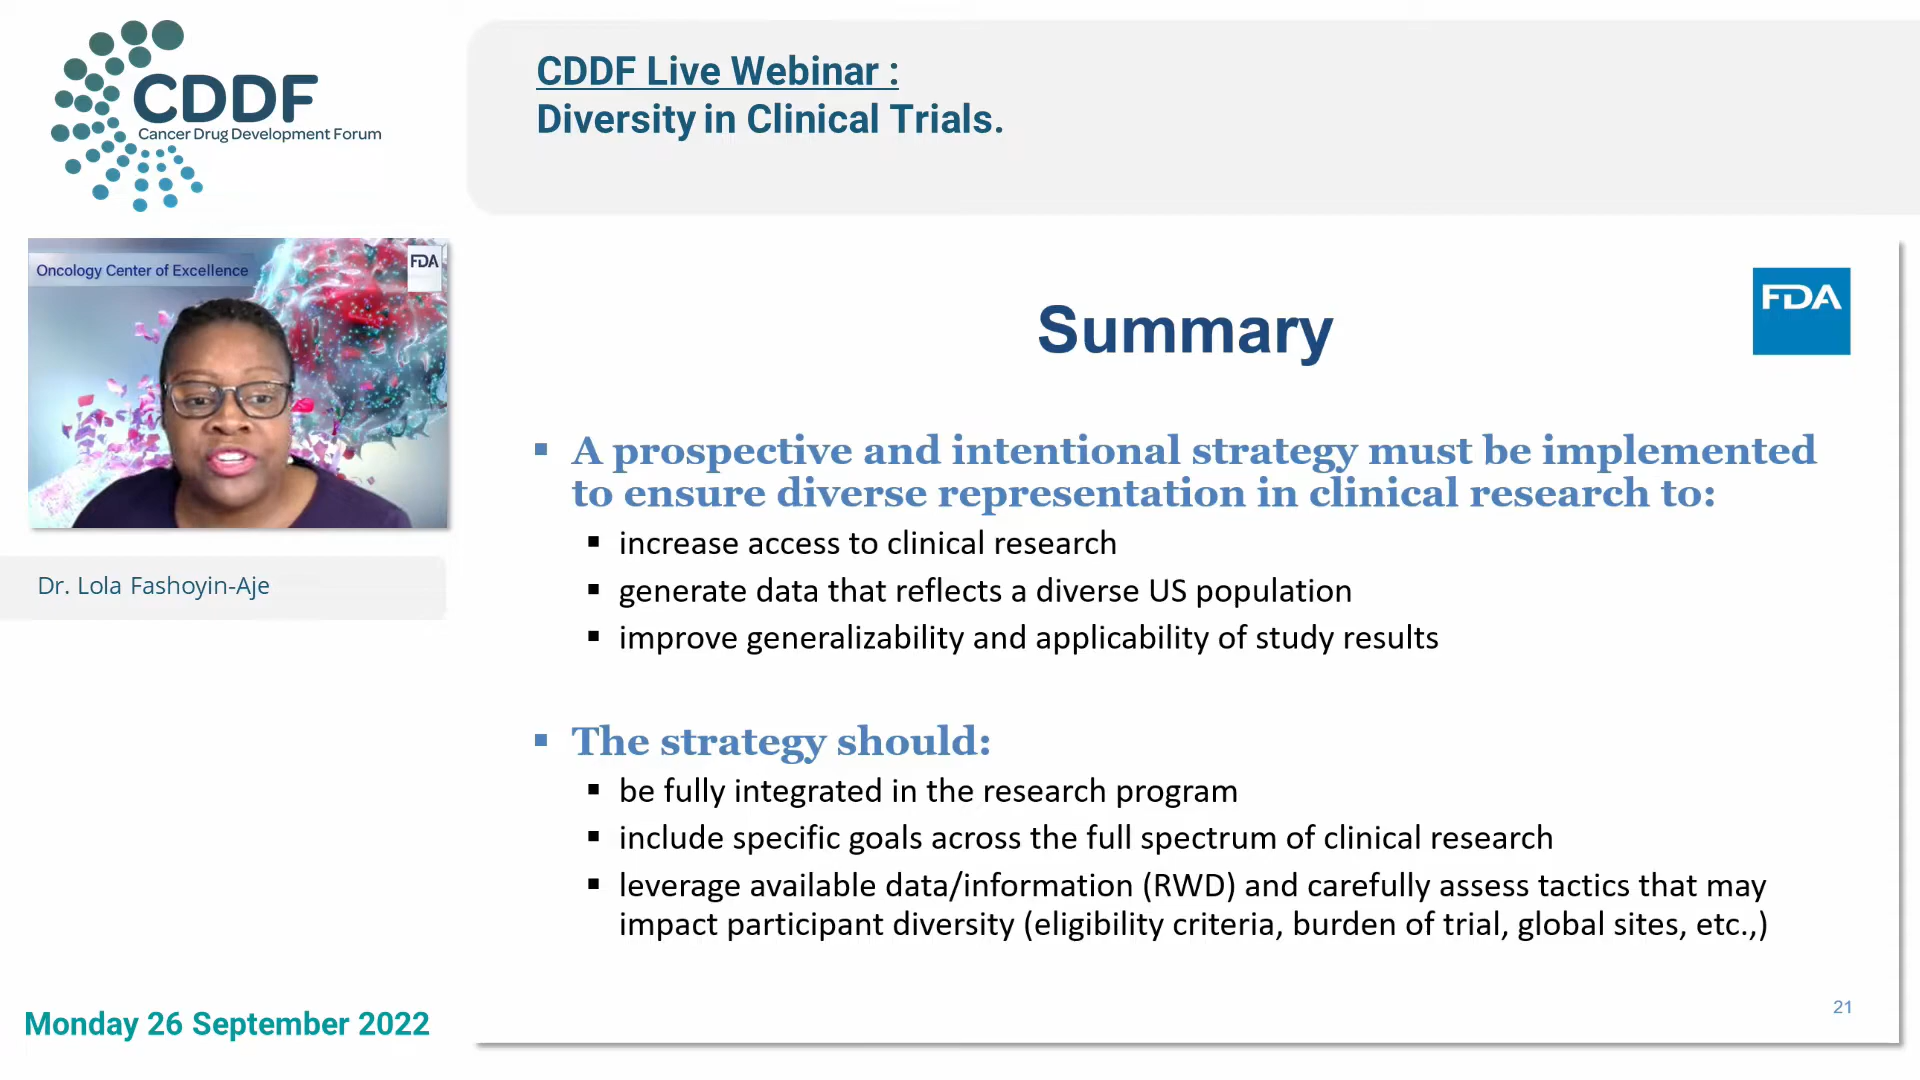 CDDF
Cancer Drug Development Forum
CDDF Live Webinar :
Diversity in Clinical Trials.
Oncology Center of Excellence
FDA
Dr. Lola Fashoyin-Aje
Monday 26 September 2022
FDA
Summary
▪ A prospective and intentional strategy must be implemented
to ensure diverse representation in clinical research to:
▪ increase access to clinical research
▪ generate data that reflects a diverse US population
▪ improve generalizability and applicability of study results
▪ The strategy should:
▪ be fully integrated in the research program
▪ include specific goals across the full spectrum of clinical research
▪ leverage available data/information (RWD) and carefully assess tactics that may
impact participant diversity (eligibility criteria, burden of trial, global sites, etc.,)
21